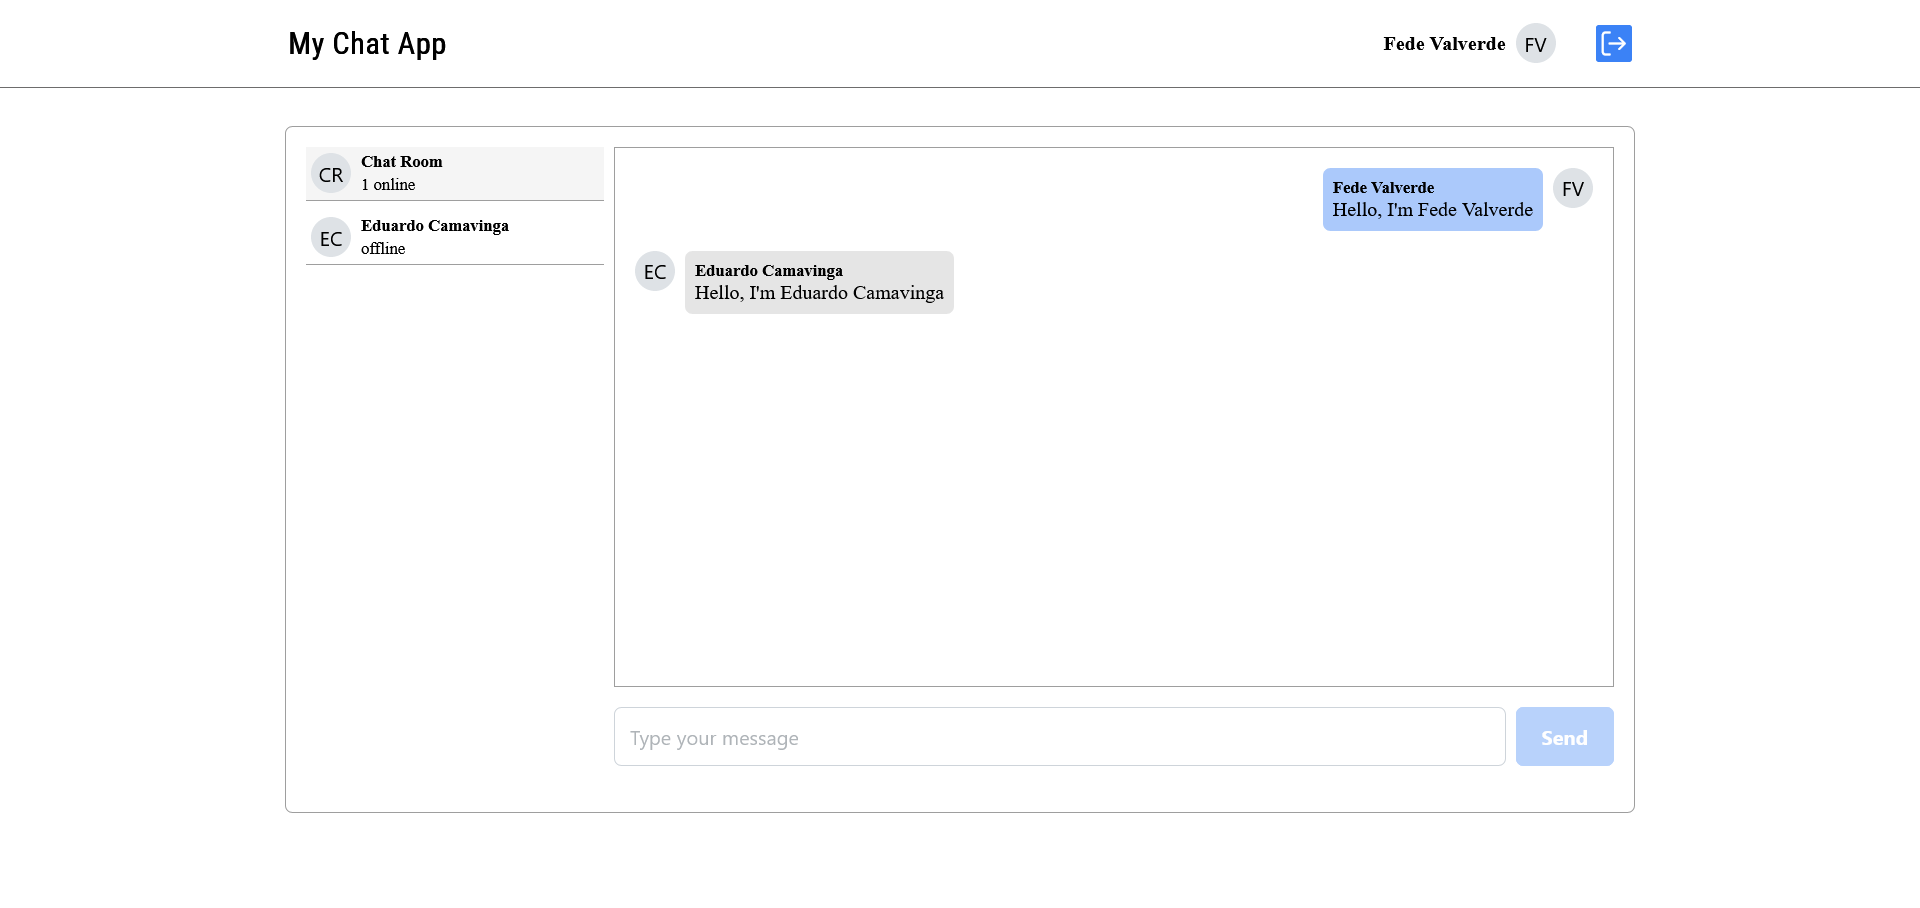 My Chat App
Fede Valverde FV
CR Chat Room
1 online
EC Eduardo Camavinga
offline
Fede Valverde FV
Hello, I'm Fede Valverde
EC Eduardo Camavinga
Hello, I'm Eduardo Camavinga
Type your message
Send